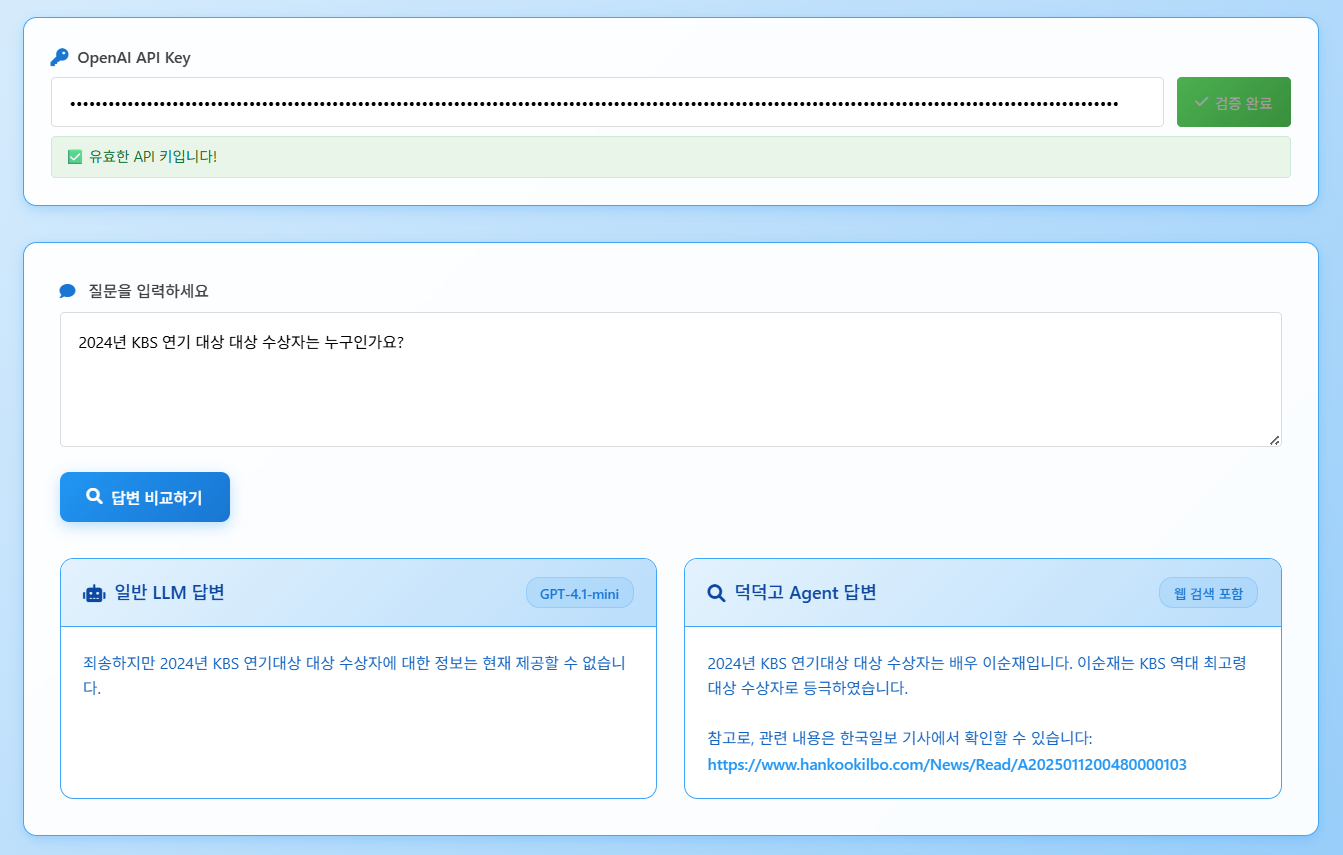 OpenAI API Key
검증 완료
유효한 API 키입니다!
질문을 입력하세요
2024년 KBS 연기 대상 대상 수상자는 누구인가요?
답변 비교하기
일반 LLM 답변
GPT-4.1-mini
죄송하지만 2024년 KBS 연기대상 대상 수상자에 대한 정보는 현재 제공할 수 없습니
다.
덕덕고 Agent 답변
웹 검색 포함
2024년 KBS 연기대상 대상 수상자는 배우 이순재입니다. 이순재는 KBS 역대 최고령
대상 수상자로 등극하였습니다.
참고로, 관련 내용은 한국일보 기사에서 확인할 수 있습니다:
https://www.hankookilbo.com/News/Read/A2025011200480000103